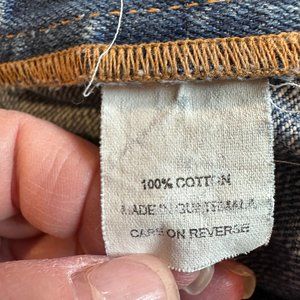 100% COTTON
MADE IN GUATEMALA
CARE ON REVERSE